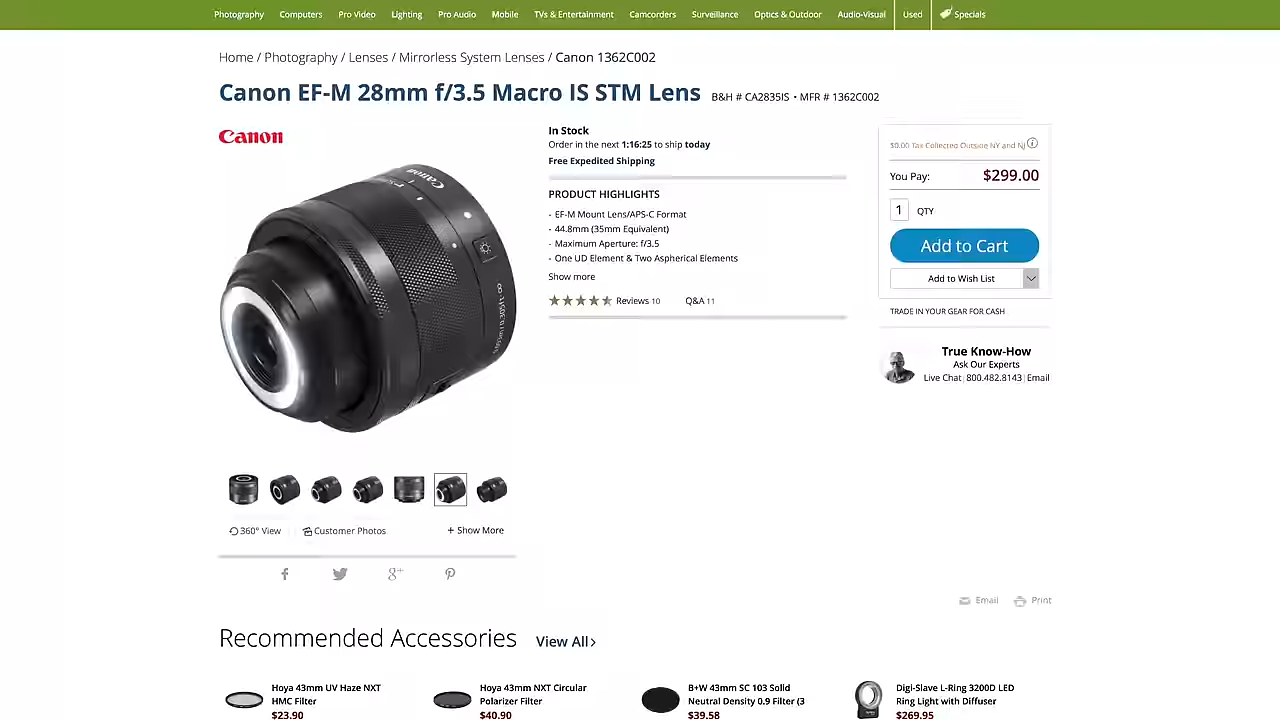 Photography Computers Pro Video Lighting Pro Audio Mobile TVs & Entertainment Camcorders Surveillance Optics & Outdoor Audio-Visual Used Specials
Home / Photography / Lenses / Mirrorless System Lenses / Canon 1362C002
Canon EF-M 28mm f/3.5 Macro IS STM Lens B&H # CA2835IS • MFR # 1362C002
Canon
In Stock
Order in the next 1:16:25 to ship today
Free Expedited Shipping
PRODUCT HIGHLIGHTS
- EF-M Mount Lens/APS-C Format
- 44.8mm (35mm Equivalent)
- Maximum Aperture: f/3.5
- One UD Element & Two Aspherical Elements
Show more
Reviews 10 Q&A 11
$0.00 Tax Collected Outside NY and NJ
You Pay: $299.00
1 QTY
Add to Cart
Add to Wish List
TRADE IN YOUR GEAR FOR CASH
True Know-How
Ask Our Experts
Live Chat | 800.482.8143 | Email
Canon
360° View Customer Photos + Show More
Email Print
Recommended Accessories View All ›
Hoya 43mm UV Haze NXT
HMC Filter
$23.90
Hoya 43mm NXT Circular
Polarizer Filter
$40.90
B+W 43mm SC 103 Solid
Neutral Density 0.9 Filter (3
$39.58
Digi-Slave L-Ring 3200D LED
Ring Light with Diffuser
$269.95